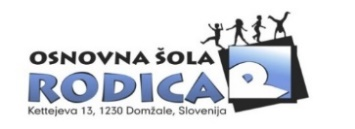 OSNOVNA ŠOLA
RODICA
Kettejeva 13, 1230 Domžale, Slovenija